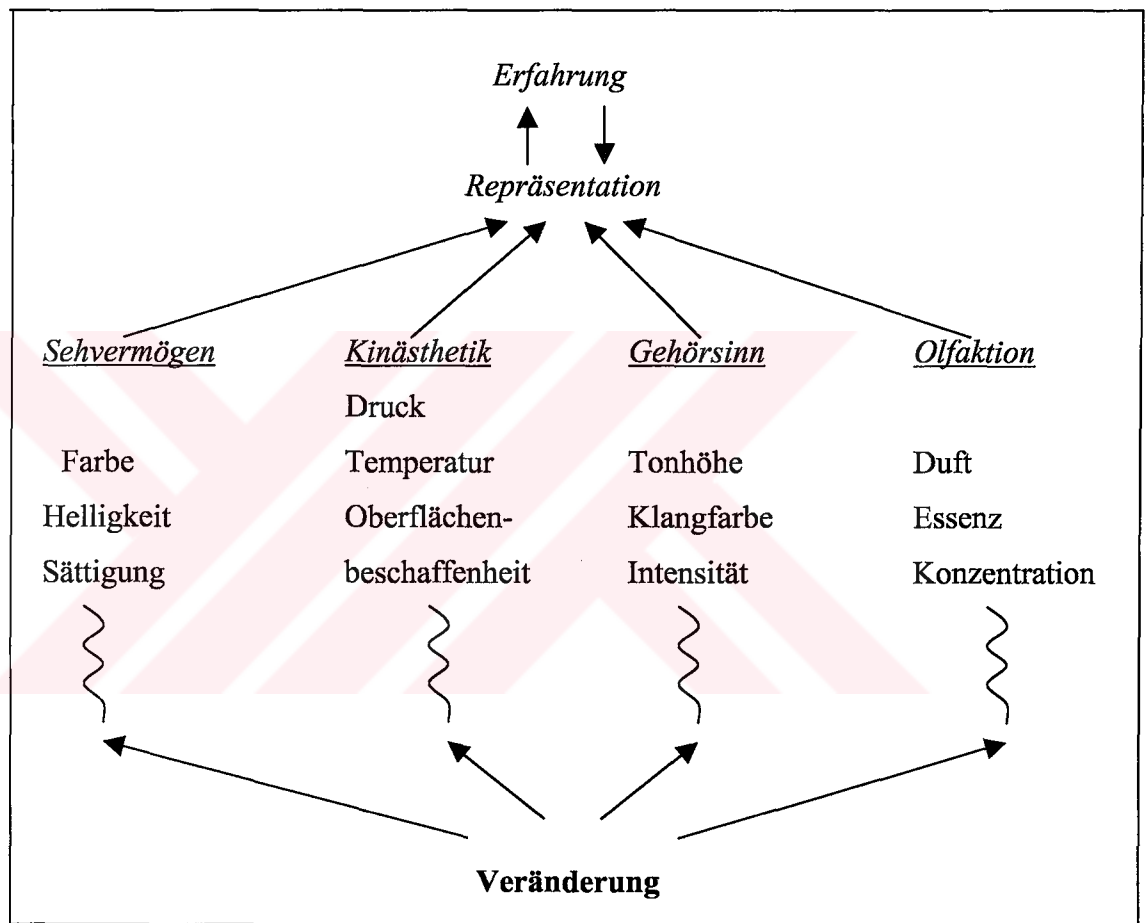 Erfahrung
Repräsentation
Sehvermögen Kinästhetik Gehörsinn Olfaktion
Druck
Farbe Temperatur Tonhöhe Duft
Helligkeit Oberflächen- Klangfarbe Essenz
Sättigung beschaffenheit Intensität Konzentration
Veränderung